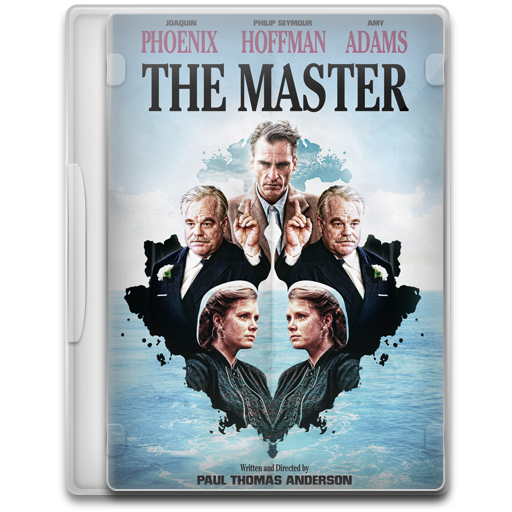 JOAQUIN PHILIP SEYMOUR AMY
PHOENIX HOFFMAN ADAMS
THE MASTER
Written and Directed by
PAUL THOMAS ANDERSON